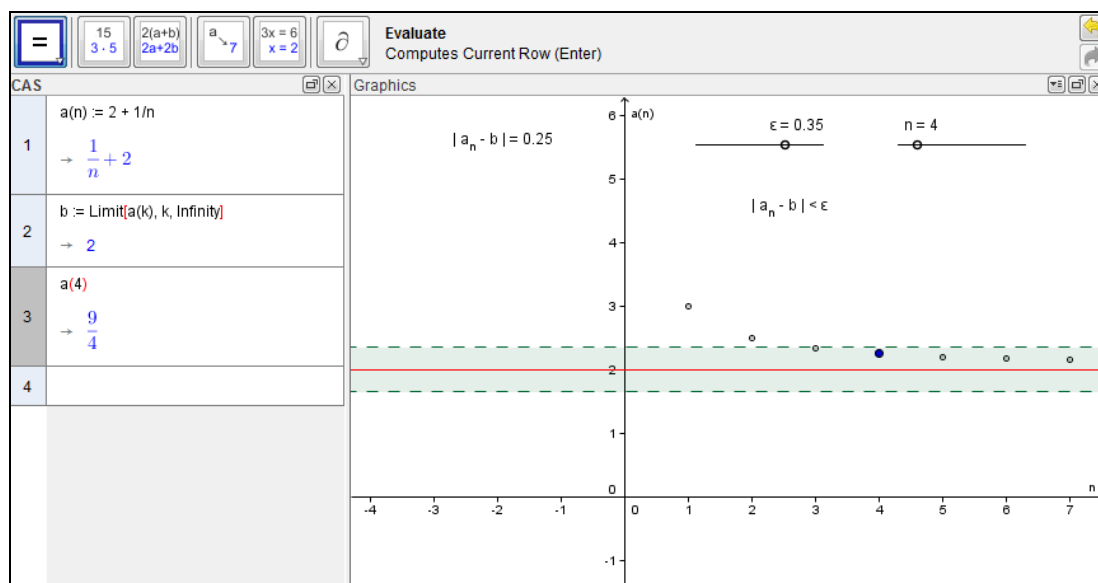 =
15
3 · 5
2(a+b)
2a+2b
a
7
3x = 6
x = 2
∂
Evaluate
Computes Current Row (Enter)
CAS
1
a(n) := 2 + 1/n
→ 1/n + 2
2
b := Limit[a(k), k, Infinity]
→ 2
3
a(4)
→ 9/4
4
Graphics
a(n)
| aₙ - b | = 0.25
ε = 0.35
n = 4
| aₙ - b | < ε
6
5
4
3
2
1
0
-1
-4 -3 -2 -1 0 1 2 3 4 5 6 7
n